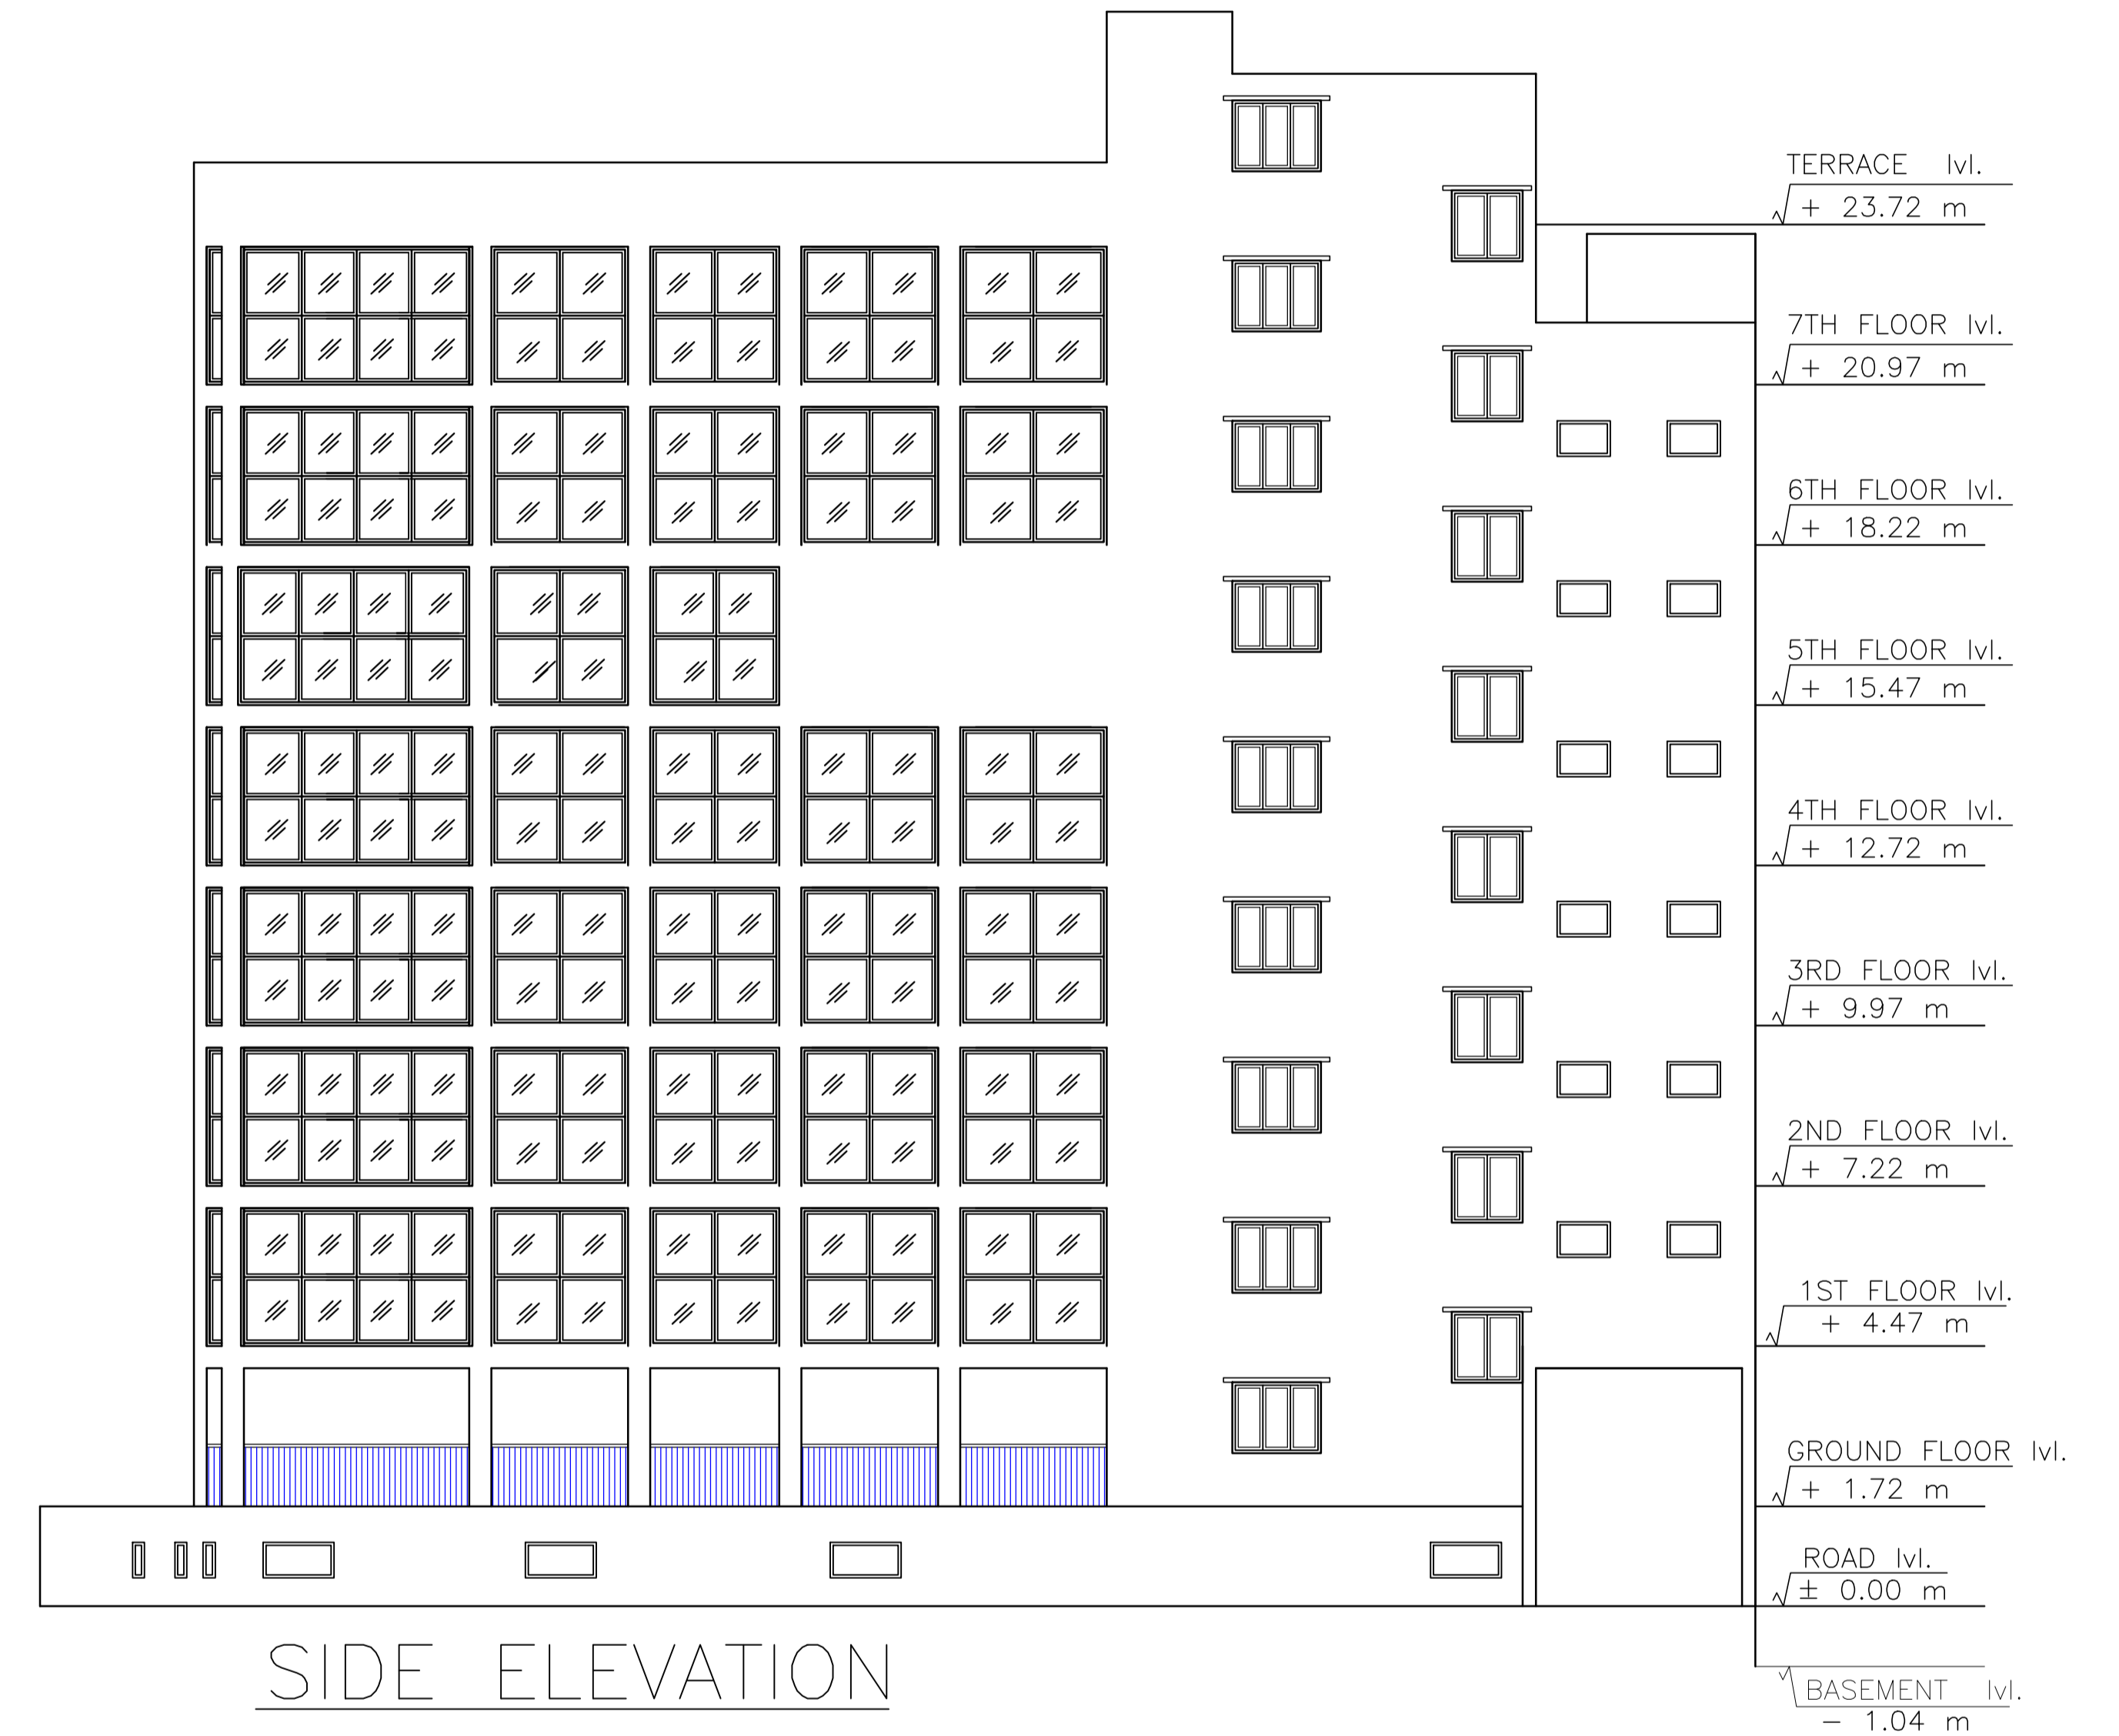 TERRACE lvl.
+ 23.72 m
7TH FLOOR lvl.
+ 20.97 m
6TH FLOOR lvl.
+ 18.22 m
5TH FLOOR lvl.
+ 15.47 m
4TH FLOOR lvl.
+ 12.72 m
3RD FLOOR lvl.
+ 9.97 m
2ND FLOOR lvl.
+ 7.22 m
1ST FLOOR lvl.
+ 4.47 m
GROUND FLOOR lvl.
+ 1.72 m
ROAD lvl.
± 0.00 m
BASEMENT lvl.
- 1.04 m
SIDE ELEVATION